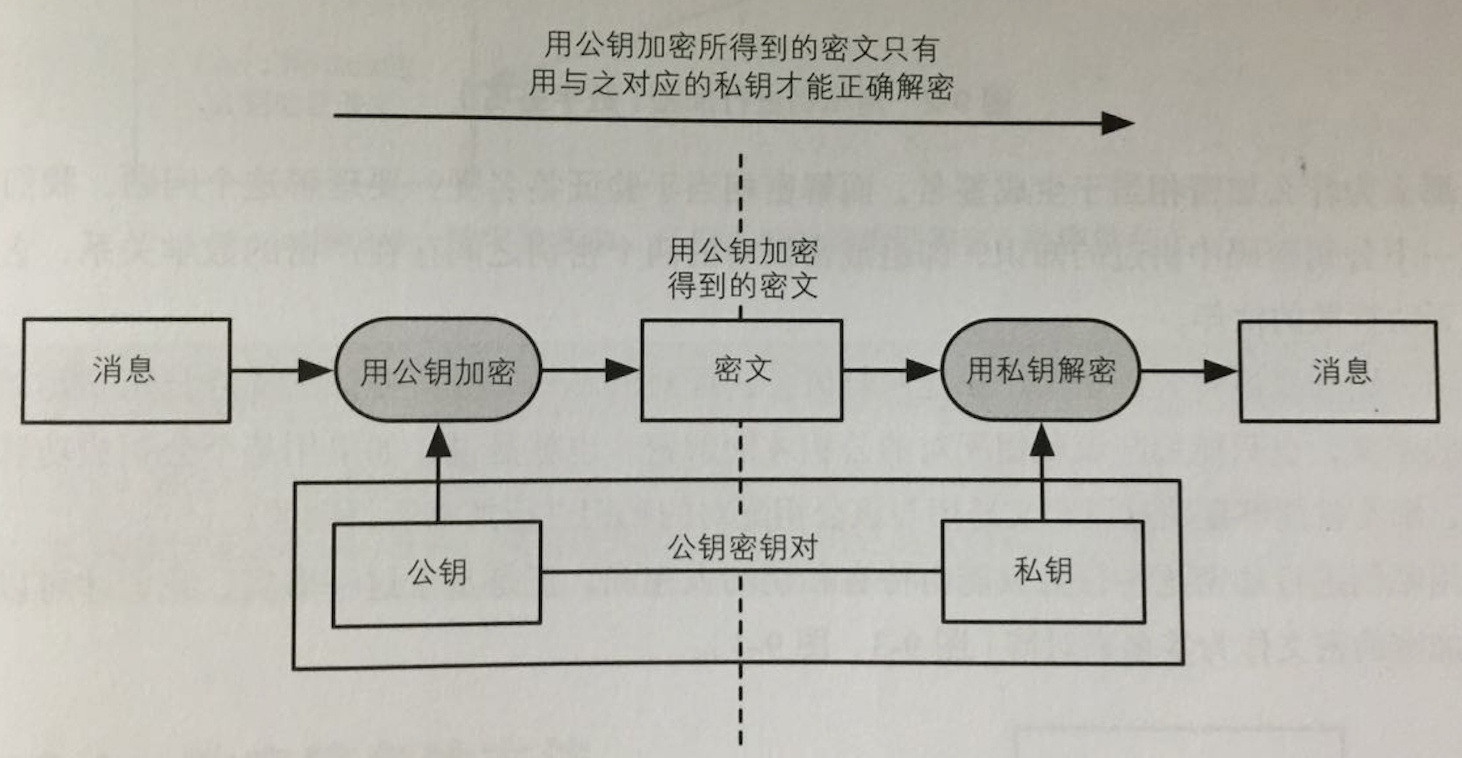 用公钥加密所得到的密文只有
用与之对应的私钥才能正确解密
用公钥加密
得到的密文
消息
用公钥加密
密文
用私钥解密
消息
公钥
公钥密钥对
私钥